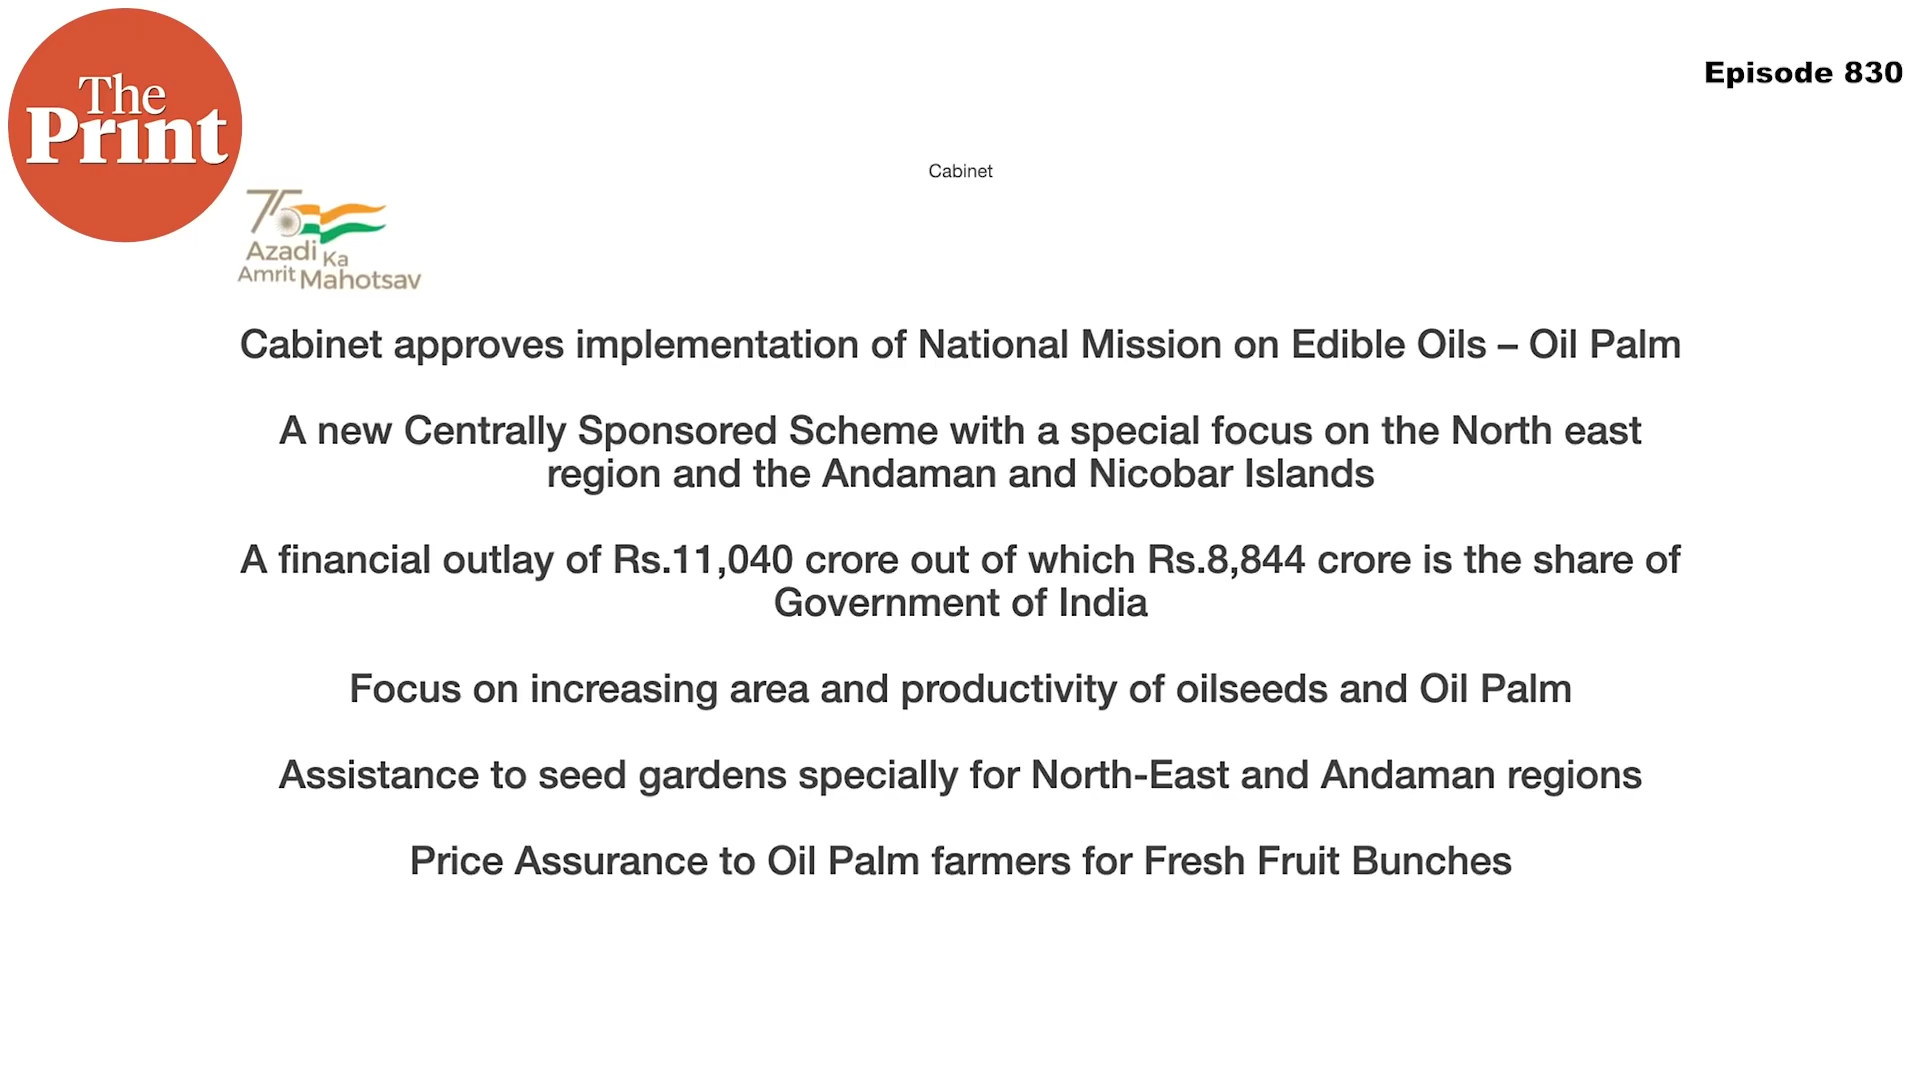 The
Print
Episode 830
Cabinet
75
Azadi Ka
Amrit Mahotsav
Cabinet approves implementation of National Mission on Edible Oils – Oil Palm
A new Centrally Sponsored Scheme with a special focus on the North east
region and the Andaman and Nicobar Islands
A financial outlay of Rs.11,040 crore out of which Rs.8,844 crore is the share of
Government of India
Focus on increasing area and productivity of oilseeds and Oil Palm
Assistance to seed gardens specially for North-East and Andaman regions
Price Assurance to Oil Palm farmers for Fresh Fruit Bunches